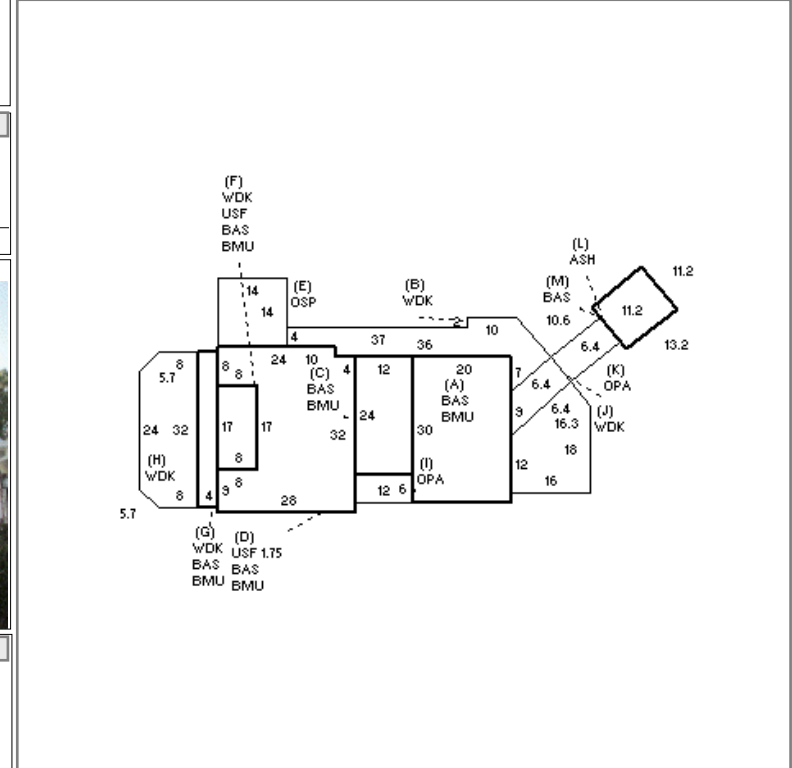 (F)
WDK
USF
BAS
BMU
(L)
ASH
(M)
BAS
11.2
11.2
(E)
OSP
14
14
(B)
WDK
2
10
10.6
6.4
13.2
4
37
36
8
5.7
8
8
24
10
4
(C)
BAS
BMU
12
20
(A)
BAS
BMU
7
6.4
(K)
OPA
9
6.4
16.3
(J)
WDK
24
32
17
17
32
24
30
(H)
WDK
8
(I)
OPA
12
18
16
8
4
9
8
28
12
6
5.7
(G)
WDK
BAS
BMU
(D)
USF 1.75
BAS
BMU